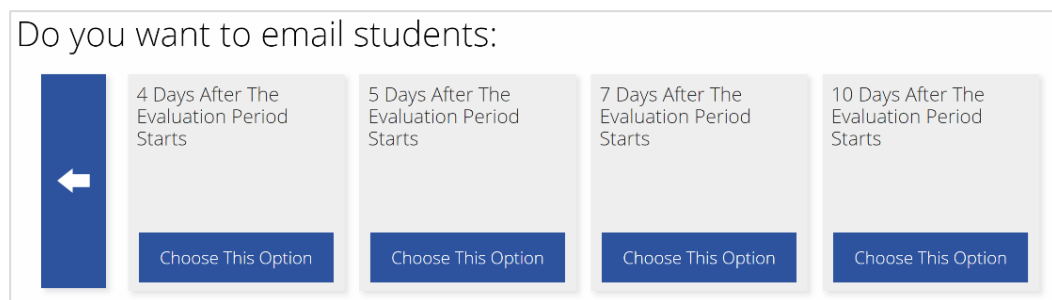 Do you want to email students:
4 Days After The
Evaluation Period
Starts
Choose This Option
5 Days After The
Evaluation Period
Starts
Choose This Option
7 Days After The
Evaluation Period
Starts
Choose This Option
10 Days After The
Evaluation Period
Starts
Choose This Option